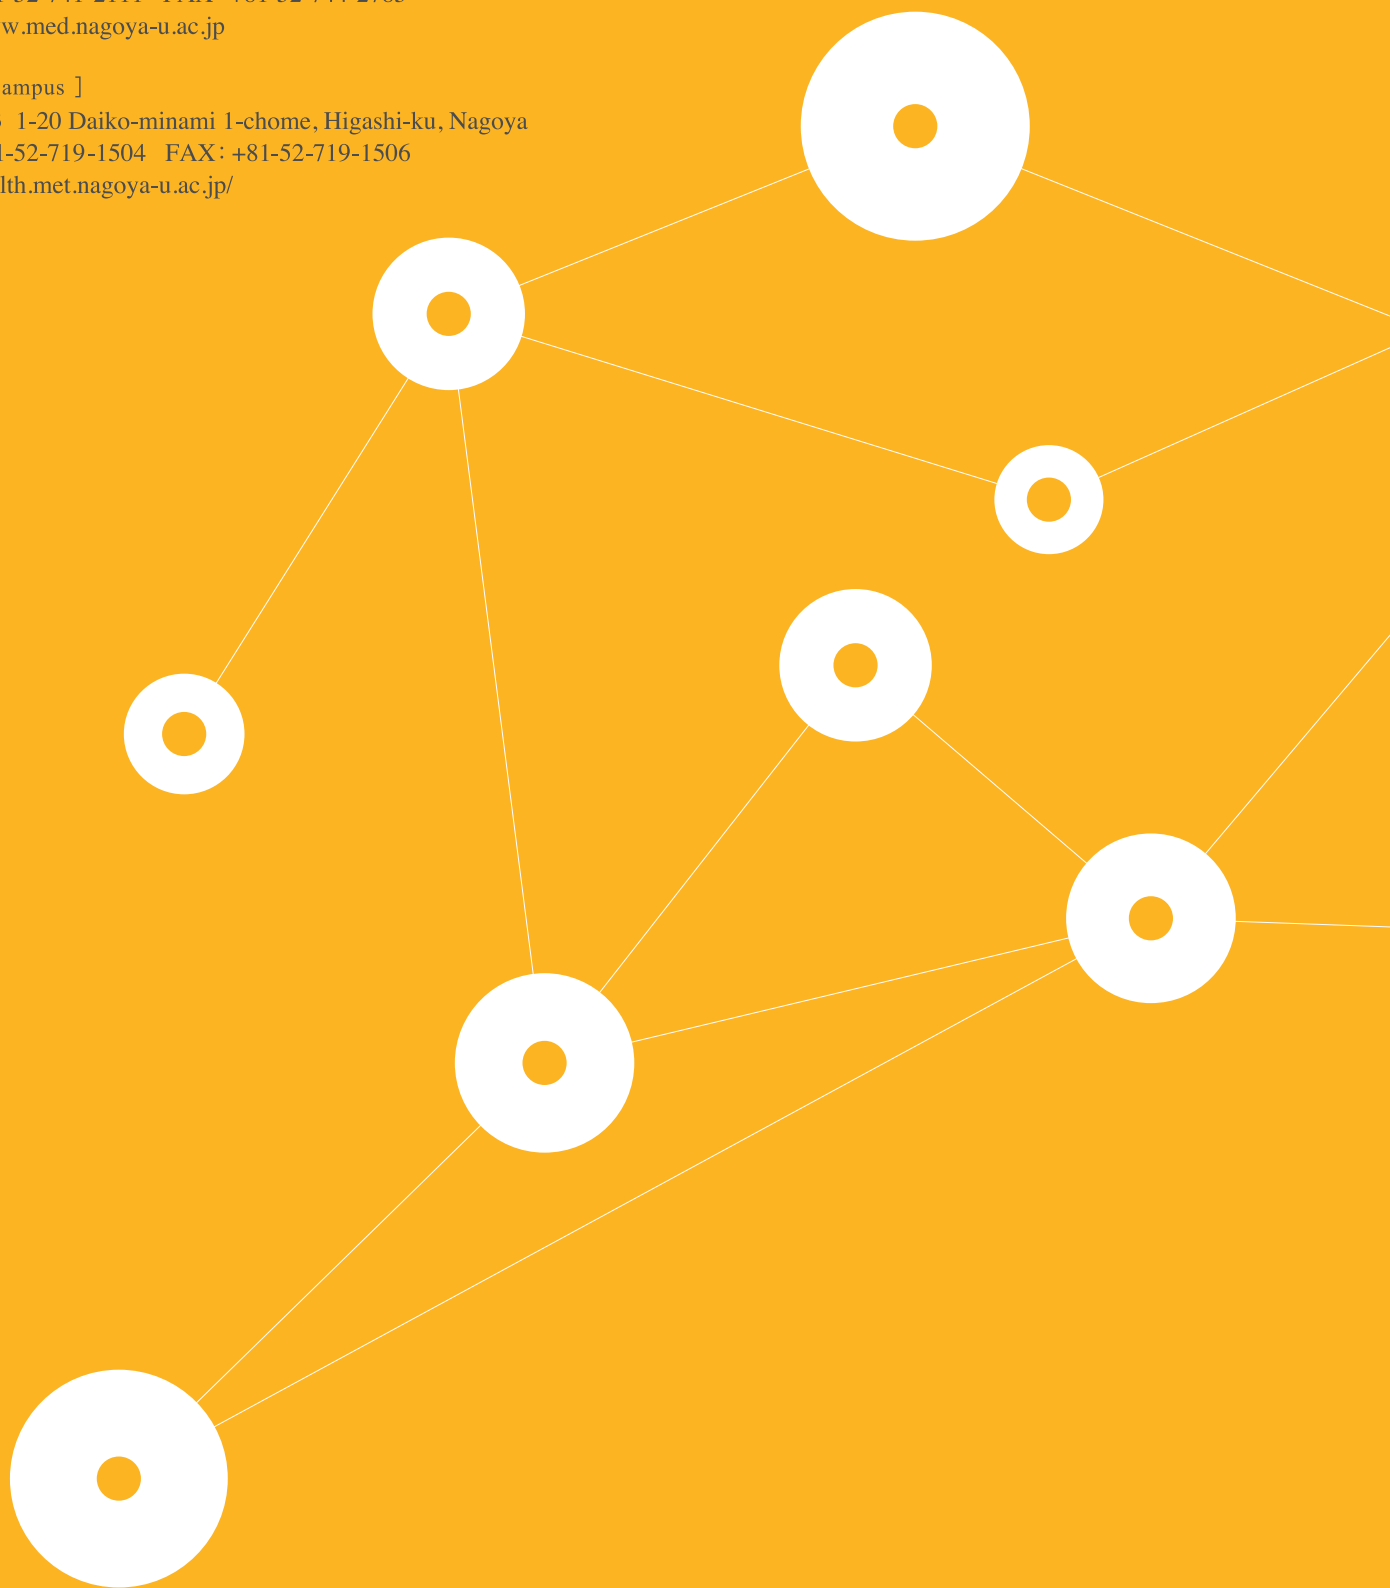 w.med.nagoya-u.ac.jp
ampus ]
1-20 Daiko-minami 1-chome, Higashi-ku, Nagoya
-52-719-1504 FAX: +81-52-719-1506
lth.met.nagoya-u.ac.jp/